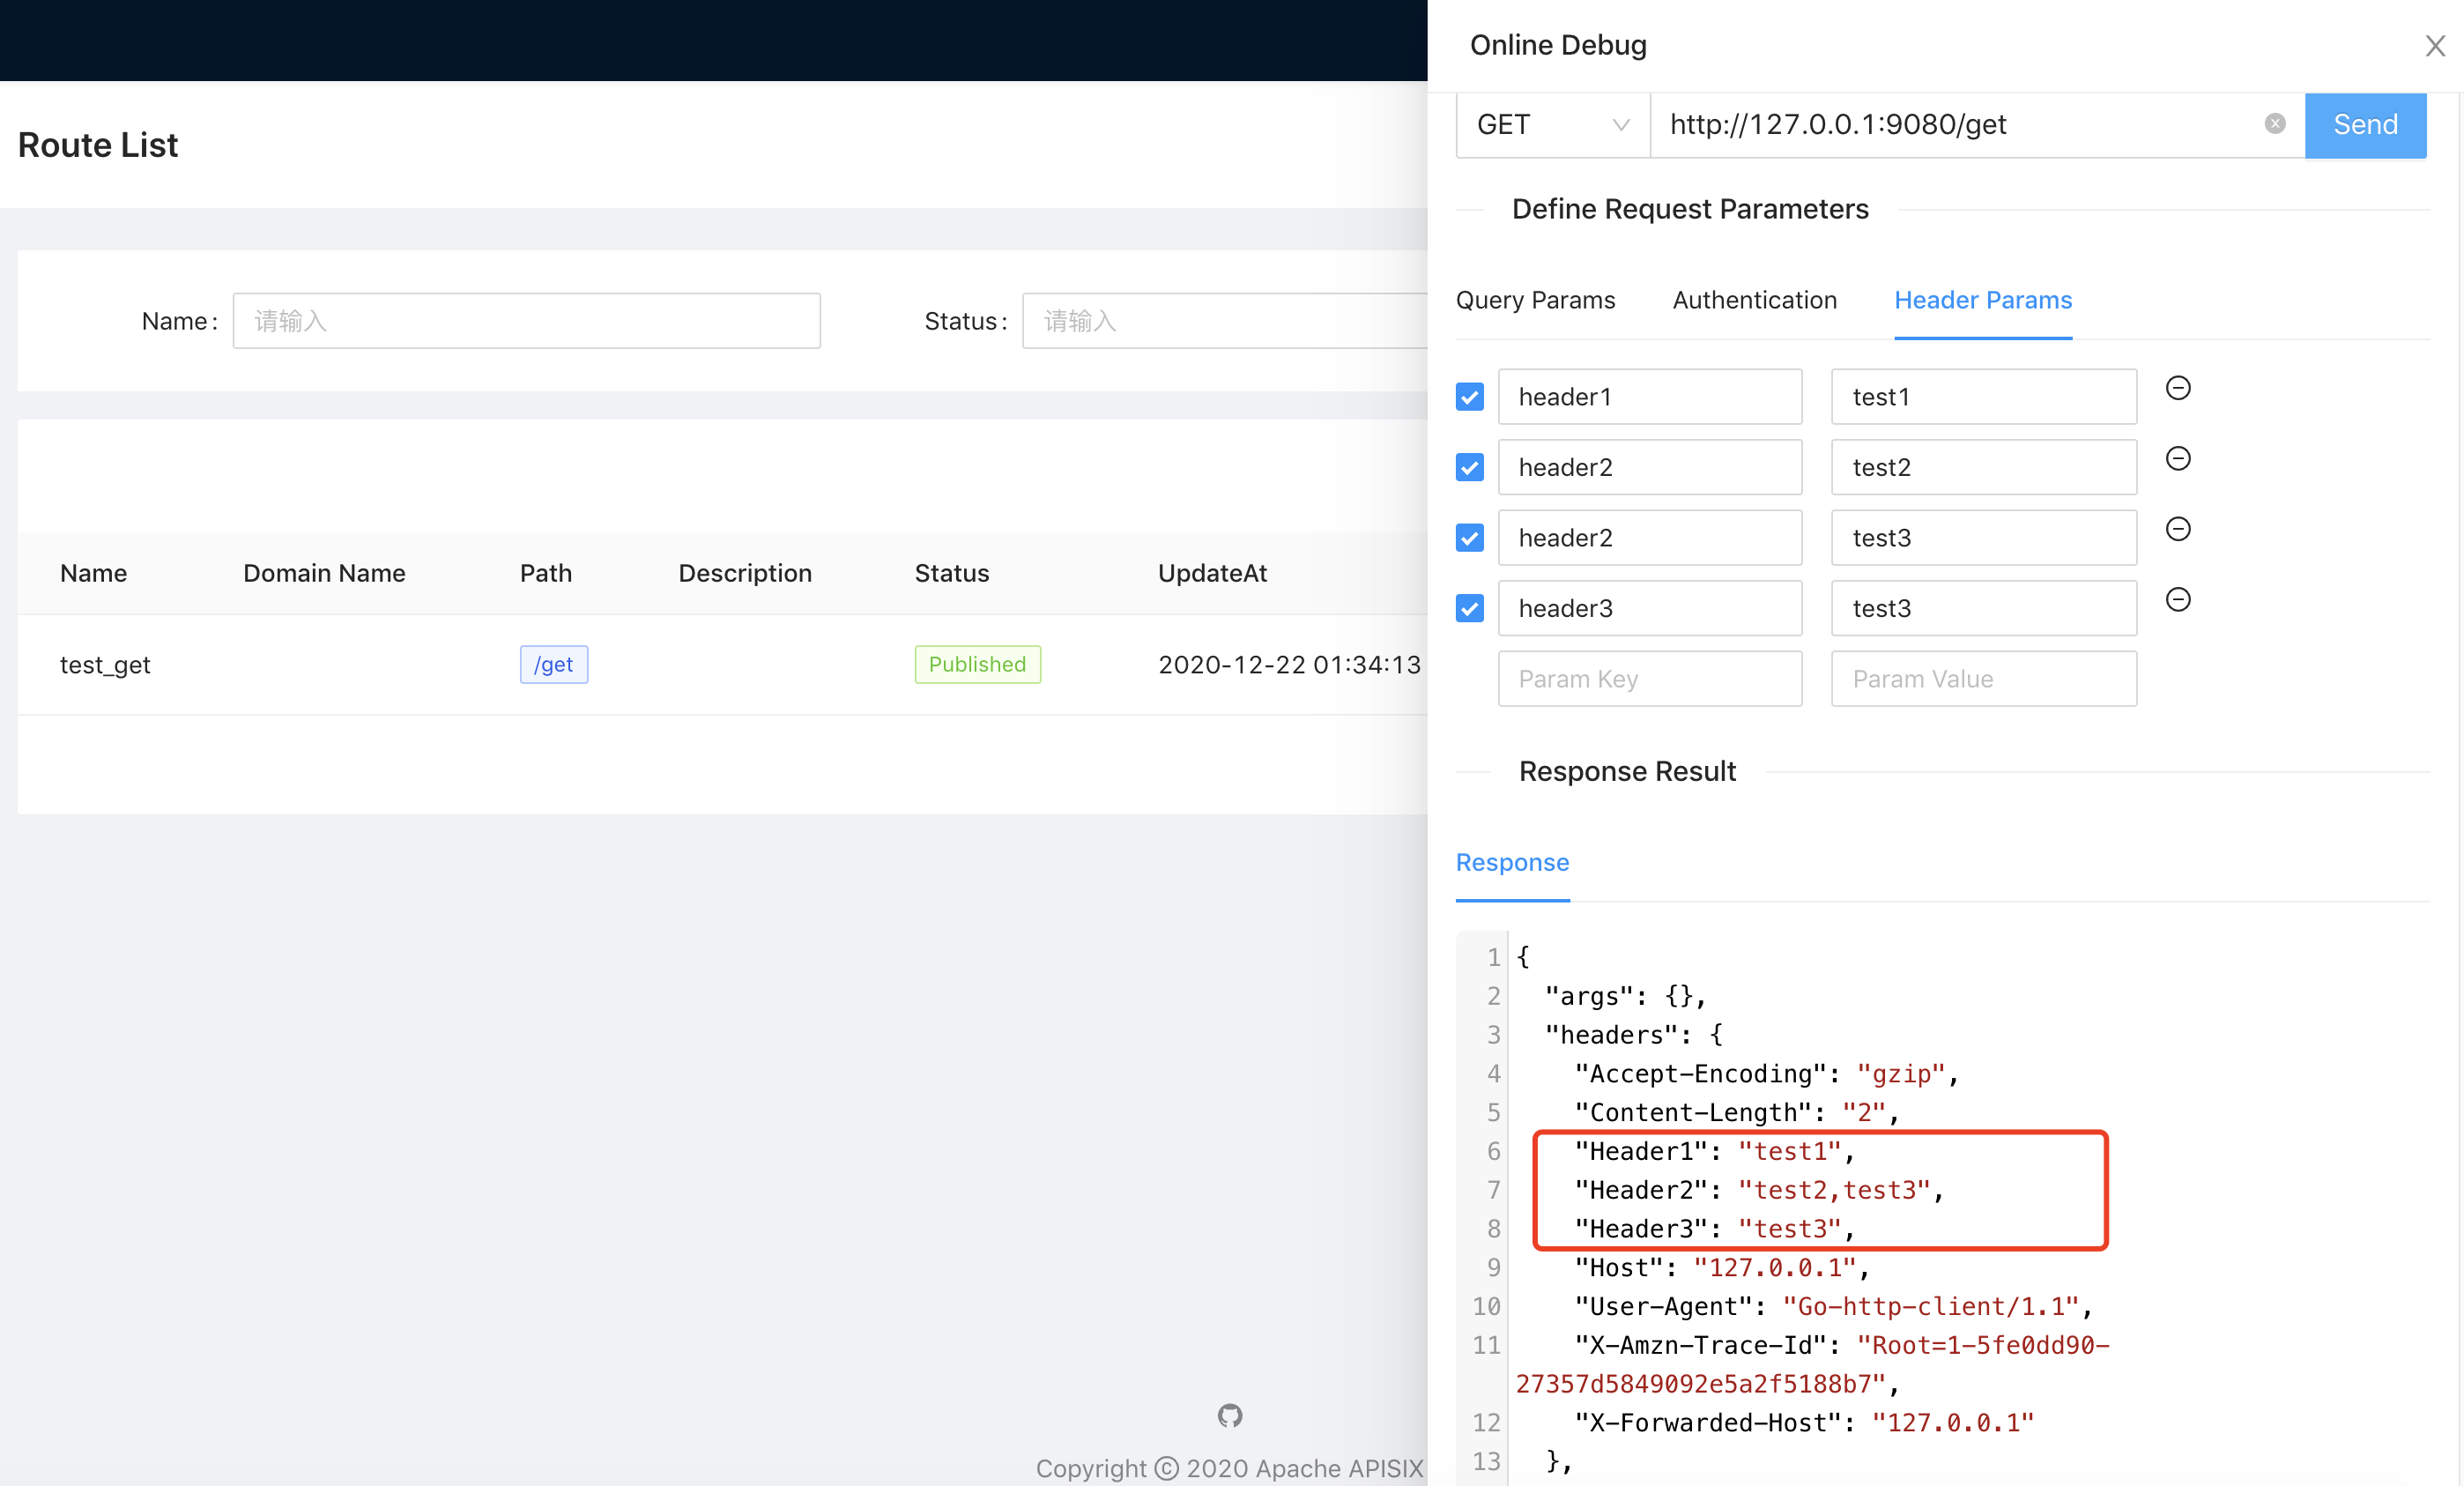 Online Debug
GET http://127.0.0.1:9080/get Send
Route List
Define Request Parameters
Query Params Authentication Header Params
Name : 请输入 Status : 请输入
header1 test1
header2 test2
header2 test3
header3 test3
Param Key Param Value
Name Domain Name Path Description Status UpdateAt
test_get /get Published 2020-12-22 01:34:13
Response Result
Response
1 {
2 "args": {},
3 "headers": {
4 "Accept-Encoding": "gzip",
5 "Content-Length": "2",
6 "Header1": "test1",
7 "Header2": "test2,test3",
8 "Header3": "test3",
9 "Host": "127.0.0.1",
10 "User-Agent": "Go-http-client/1.1",
11 "X-Amzn-Trace-Id": "Root=1-5fe0dd90-
27357d5849092e5a2f5188b7",
12 "X-Forwarded-Host": "127.0.0.1"
13 },
Copyright © 2020 Apache APISIX